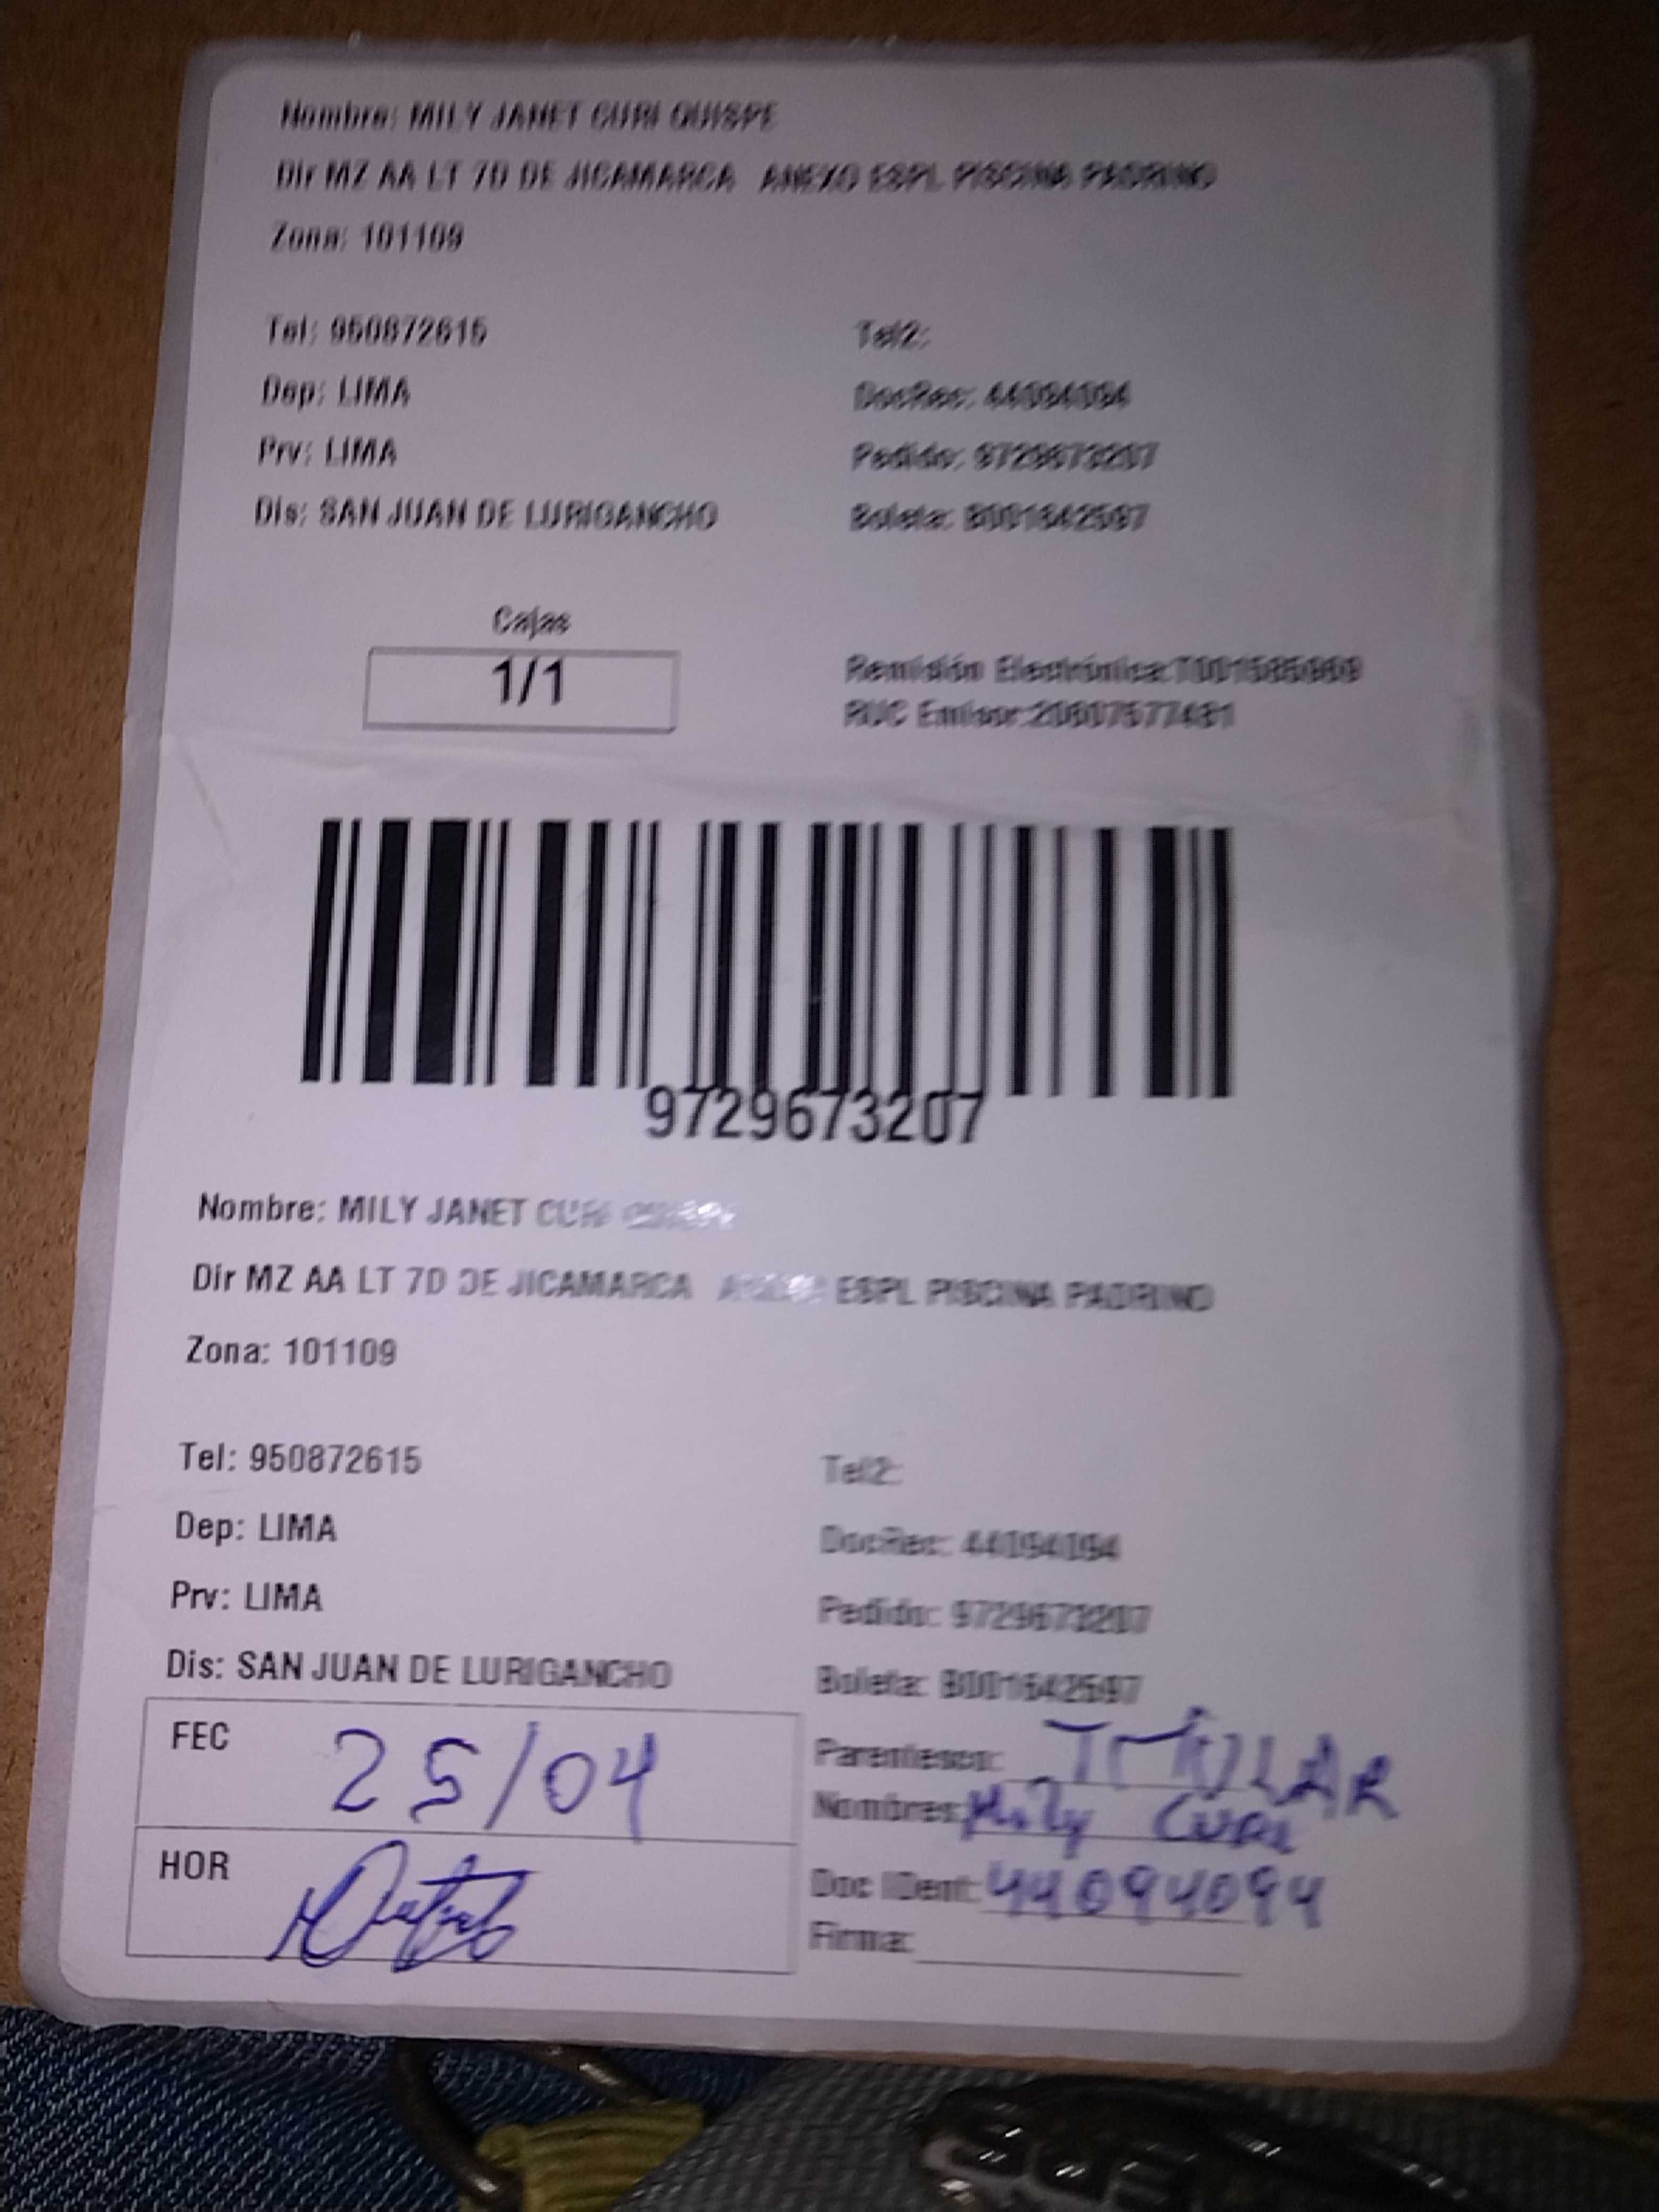 Nombre: MILY JANET CURI QUISPE
Dir MZ AA LT 7D DE JICAMARCA ANEXO ESPL PISCINA PADRINO
Zona: 101109
Tel: 950872615 Tel2:
Dep: LIMA DocRec: 44094094
Prv: LIMA Pedido: 9729673207
Dis: SAN JUAN DE LURIGANCHO Boleta: B001642597
Cajas
1/1
Remisión Electrónica:
RUC Emisor:
9729673207
Nombre: MILY JANET CURI QUISPE
Dir MZ AA LT 7D DE JICAMARCA ANEXO ESPL PISCINA PADRINO
Zona: 101109
Tel: 950872615 Tel2:
Dep: LIMA DocRec: 44094094
Prv: LIMA Pedido: 9729673207
Dis: SAN JUAN DE LURIGANCHO Boleta: B001642597
FEC 25/04 Parentesco: TITULAR
Nombres: Mily Curi
HOR Doc IDent: 44094094
Firma: